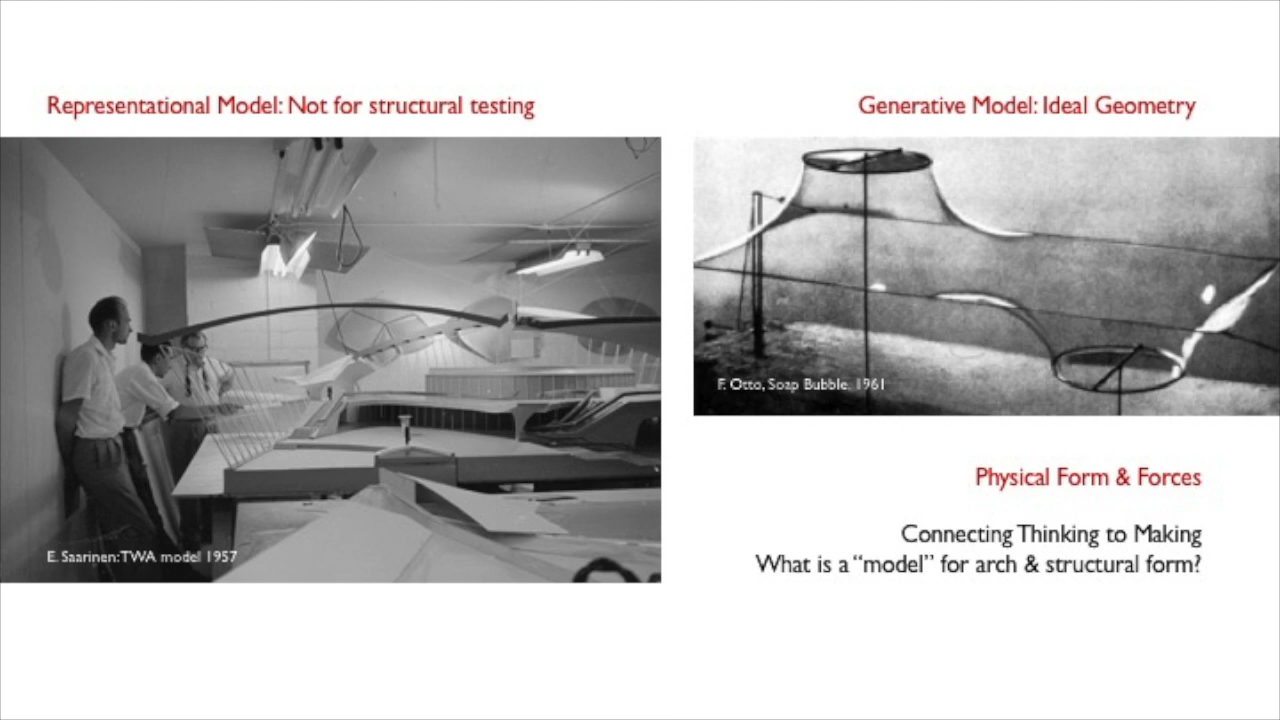 Representational Model: Not for structural testing
Generative Model: Ideal Geometry
E. Saarinen: TWA model 1957
F. Otto, Soap Bubble. 1961
Physical Form & Forces
Connecting Thinking to Making
What is a “model” for arch & structural form?